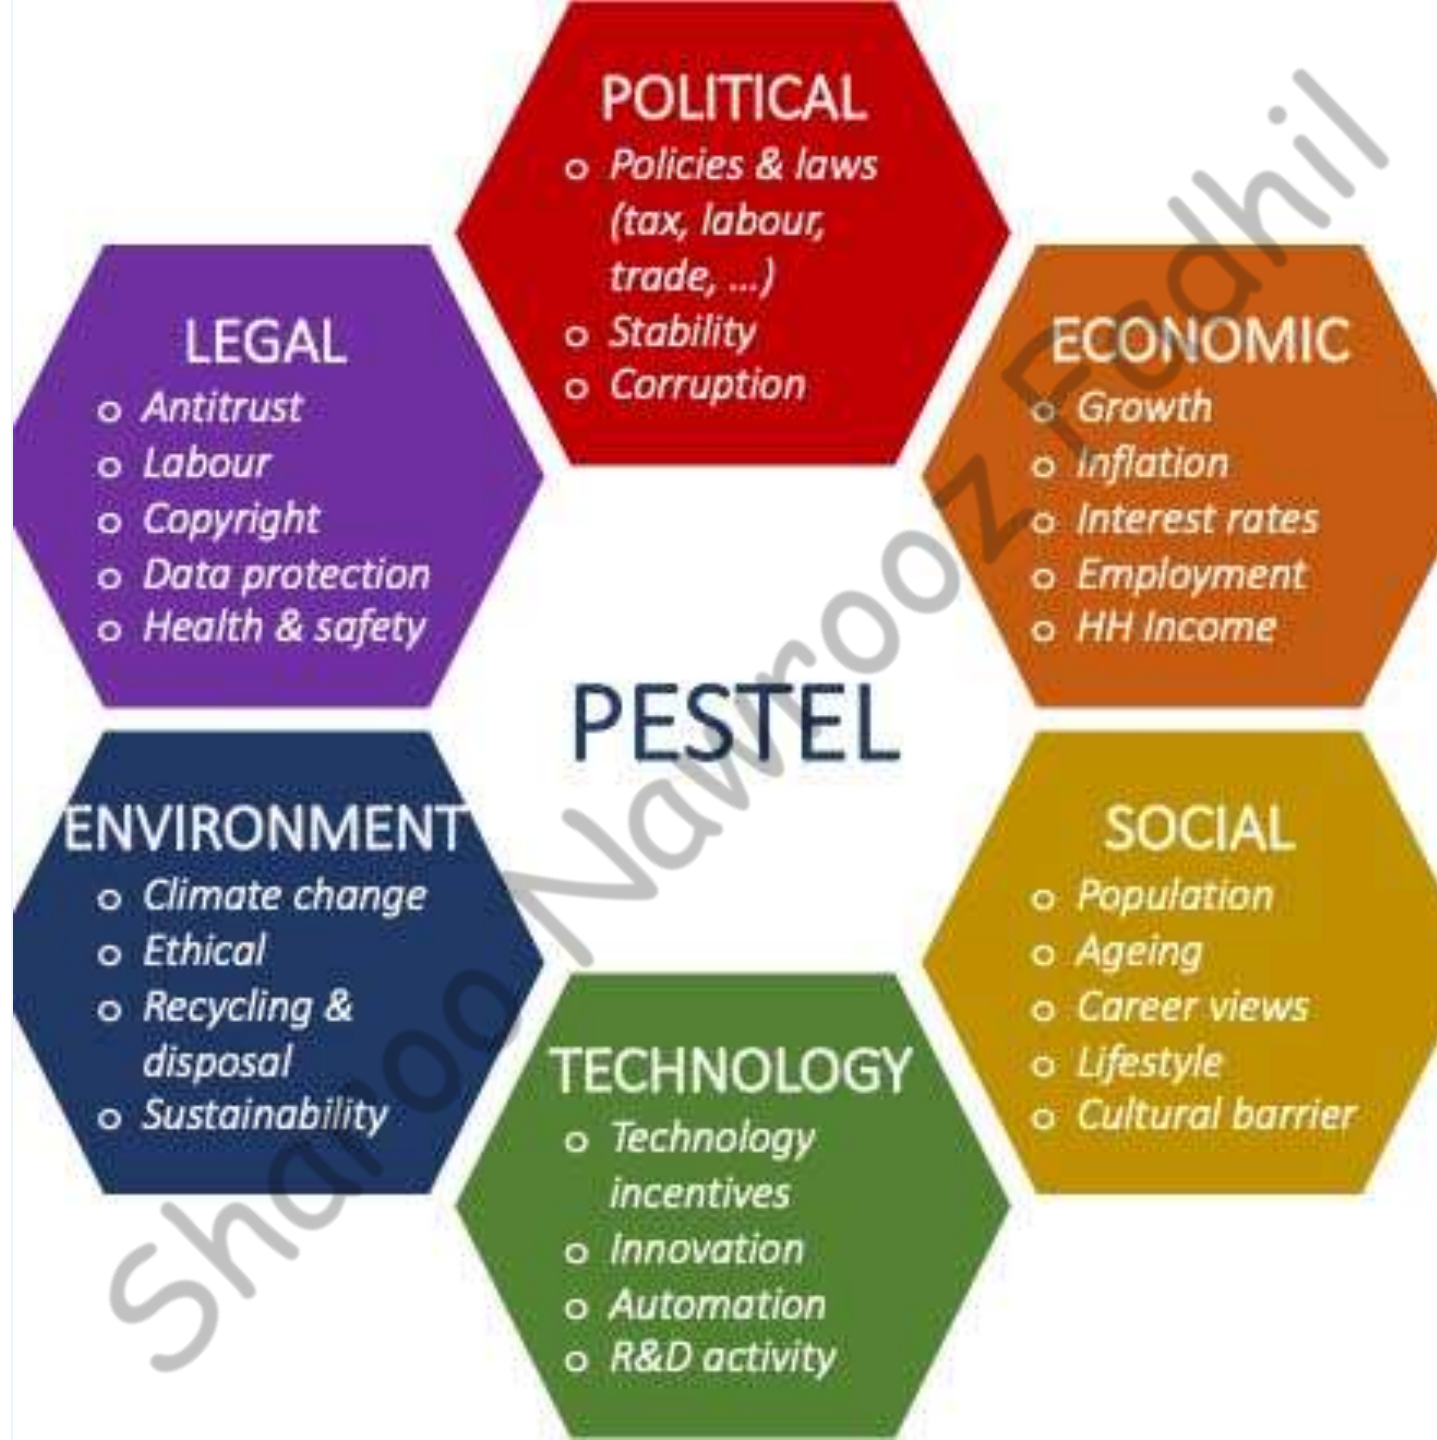 POLITICAL
o Policies & laws
(tax, labour,
trade, ...)
o Stability
o Corruption
ECONOMIC
o Growth
o Inflation
o Interest rates
o Employment
o HH Income
SOCIAL
o Population
o Ageing
o Career views
o Lifestyle
o Cultural barrier
TECHNOLOGY
o Technology
incentives
o Innovation
o Automation
o R&D activity
ENVIRONMENT
o Climate change
o Ethical
o Recycling &
disposal
o Sustainability
LEGAL
o Antitrust
o Labour
o Copyright
o Data protection
o Health & safety
PESTEL
Sharoo Nawrooz Fadhil